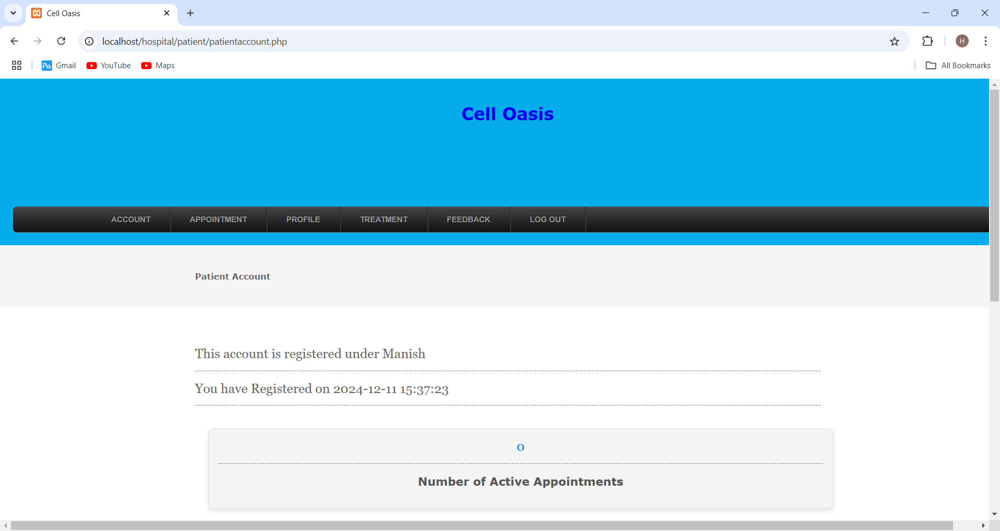 Cell Oasis
localhost/hospital/patient/patientaccount.php
H
Pa Gmail YouTube Maps All Bookmarks
Cell Oasis
ACCOUNT APPOINTMENT PROFILE TREATMENT FEEDBACK LOG OUT
Patient Account
This account is registered under Manish
You have Registered on 2024-12-11 15:37:23
0
Number of Active Appointments